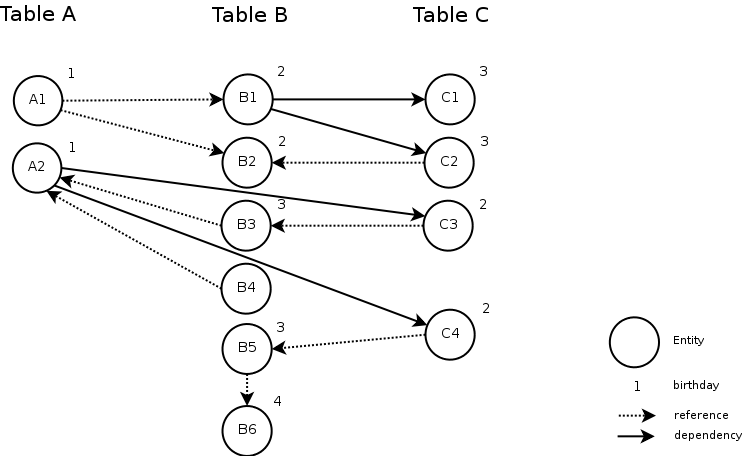 Table A Table B Table C
1 2 3
A1 B1 C1
1 2 3
A2 B2 C2
3 2
B3 C3
B4
3 2
B5 C4
4
B6
Entity
1 birthday
reference
dependency